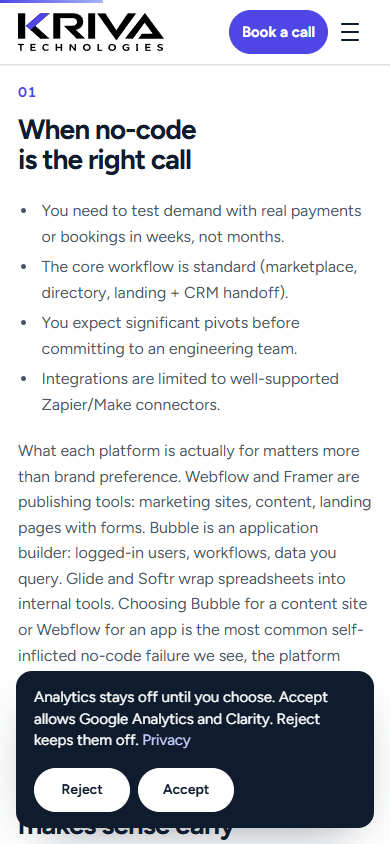 KRIVA
TECHNOLOGIES
Book a call
01
When no-code
is the right call
• You need to test demand with real payments
or bookings in weeks, not months.
• The core workflow is standard (marketplace,
directory, landing + CRM handoff).
• You expect significant pivots before
committing to an engineering team.
• Integrations are limited to well-supported
Zapier/Make connectors.
What each platform is actually for matters more
than brand preference. Webflow and Framer are
publishing tools: marketing sites, content, landing
pages with forms. Bubble is an application
builder: logged-in users, workflows, data you
query. Glide and Softr wrap spreadsheets into
internal tools. Choosing Bubble for a content site
or Webflow for an app is the most common self-
inflicted no-code failure we see, the platform
Analytics stays off until you choose. Accept
allows Google Analytics and Clarity. Reject
keeps them off. Privacy
Reject
Accept
makes sense early